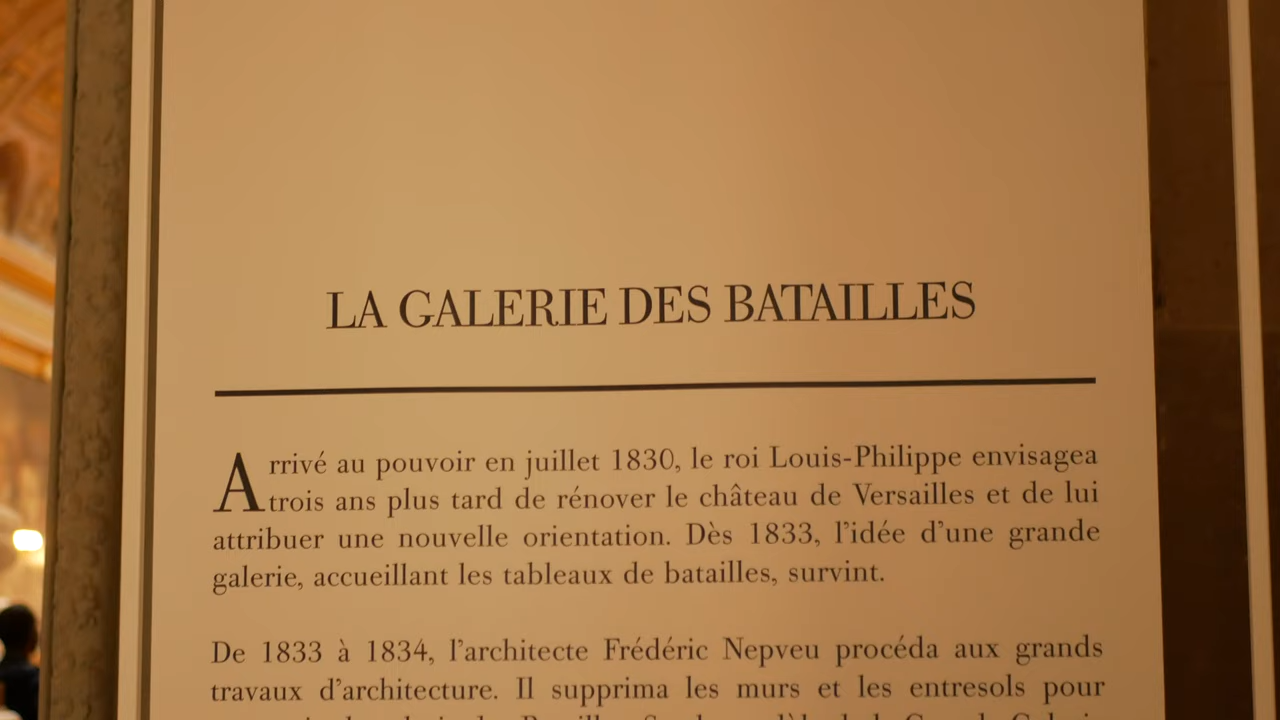 LA GALERIE DES BATAILLES
Arrivé au pouvoir en juillet 1830, le roi Louis-Philippe envisagea
trois ans plus tard de rénover le château de Versailles et de lui
attribuer une nouvelle orientation. Dès 1833, l'idée d'une grande
galerie, accueillant les tableaux de batailles, survint.
De 1833 à 1834, l'architecte Frédéric Nepveu procéda aux grands
travaux d'architecture. Il supprima les murs et les entresols pour